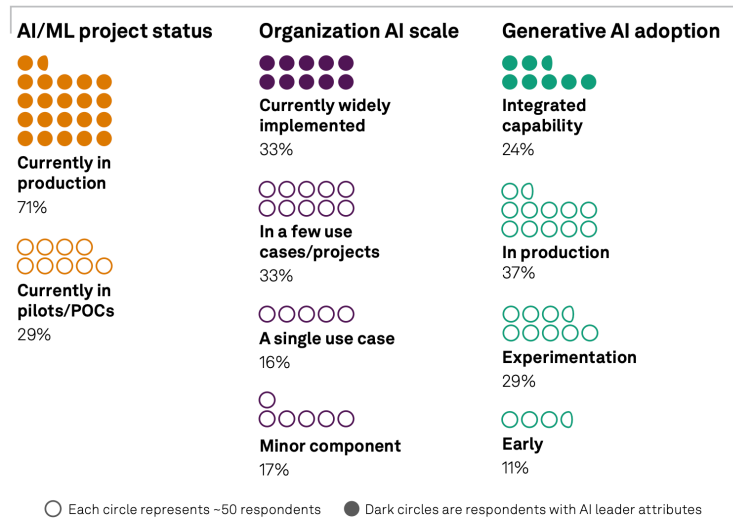 AI/ML project status
Currently in
production
71%
Currently in
pilots/POCs
29%
Organization AI scale
Currently widely
implemented
33%
In a few use
cases/projects
33%
A single use case
16%
Minor component
17%
Generative AI adoption
Integrated
capability
24%
In production
37%
Experimentation
29%
Early
11%
Each circle represents ~50 respondents
Dark circles are respondents with AI leader attributes